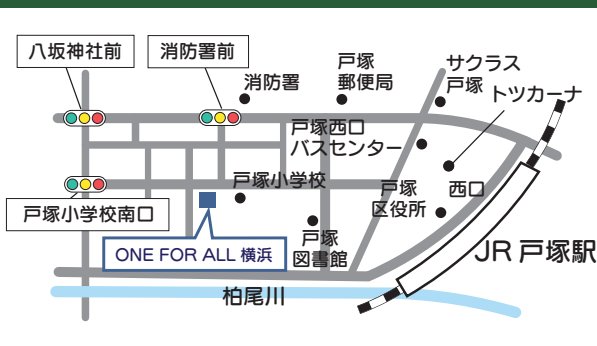 八坂神社前
消防署前
消防署
戸塚
郵便局
サクラス
戸塚
トツカーナ
戸塚西口
バスセンター
戸塚小学校
戸塚
区役所
西口
戸塚小学校南口
ONE FOR ALL 横浜
戸塚
図書館
JR 戸塚駅
柏尾川